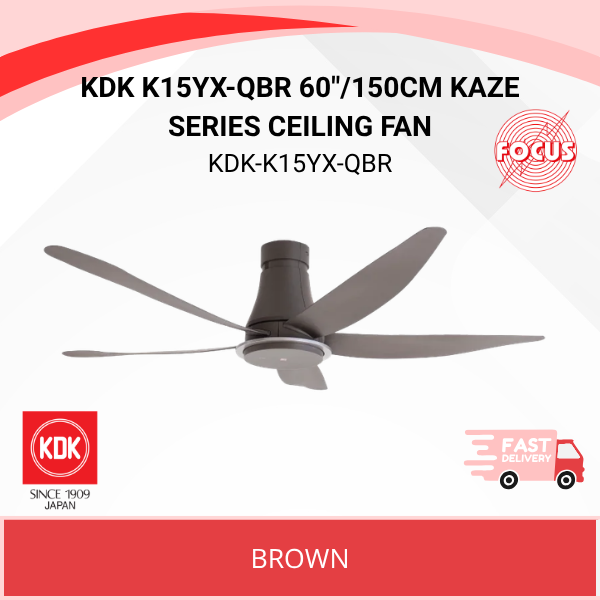 KDK K15YX-QBR 60"/150CM KAZE
SERIES CEILING FAN
KDK-K15YX-QBR
FOCUS
KDK
SINCE 1909
JAPAN
FAST
DELIVERY
BROWN